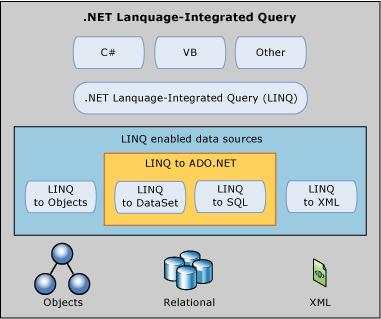 .NET Lanquage-Integrated Query
C#
VB
Other
.NET Lanquage-Integrated Query (LINQ)
LINQ enabled data sources
LINQ to ADO.NET
LINQ
to Objects
LINQ
to DataSet
LINQ
to SQL
LINQ
to XML
Objects
Relational
XML